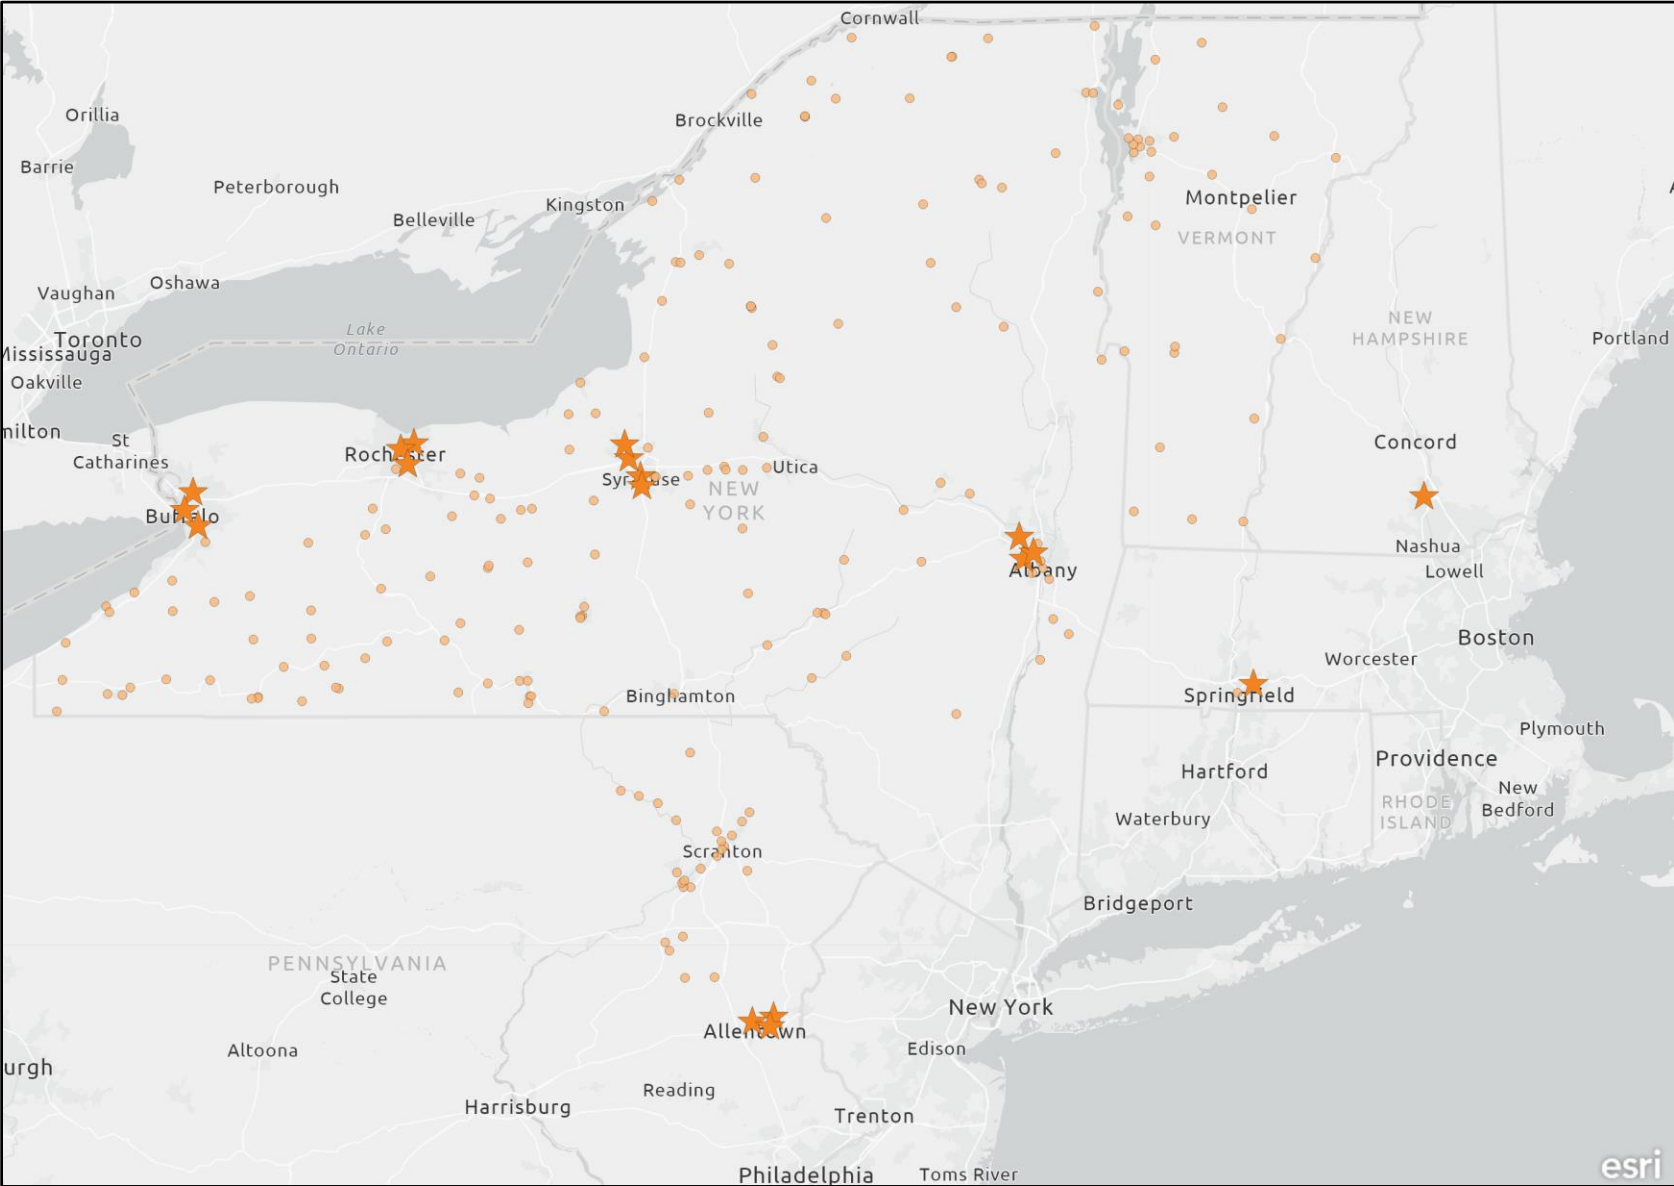 Cornwall
Orillia
Brockville
Barrie
Peterborough
Kingston
Belleville
Montpelier
VERMONT
Oshawa
Vaughan
Lake
Ontario
Toronto
Mississauga
Oakville
NEW
HAMPSHIRE
Portland
milton
St
Catharines
Rochester
Concord
Utica
Syracuse
NEW
YORK
Buffalo
Nashua
Lowell
Albany
Boston
Worcester
Binghamton
Springfield
Plymouth
Providence
Hartford
New
Bedford
RHODE
ISLAND
Waterbury
Scranton
Bridgeport
PENNSYLVANIA
State
College
New York
Allentown
Altoona
Edison
urgh
Reading
Harrisburg
Trenton
Philadelphia
Toms River
esri